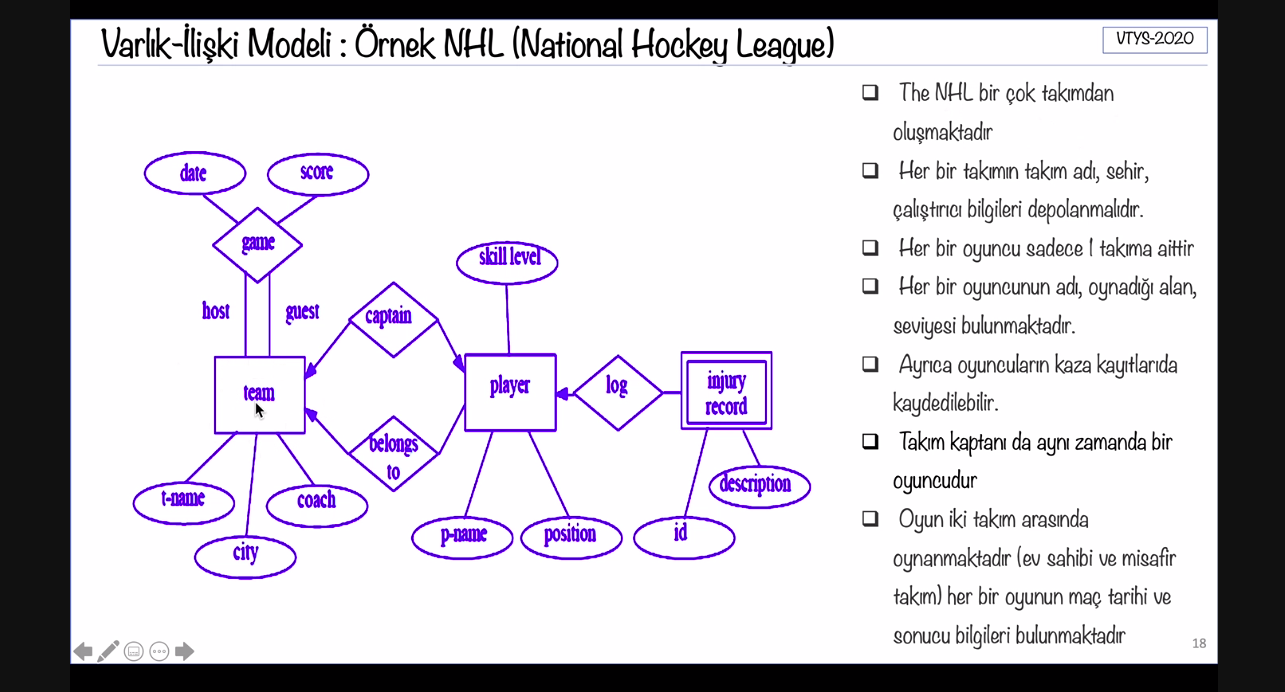 Varlık-İlişki Modeli : Örnek NHL (National Hockey League)
VTYS-2020
date
score
game
host
guest
captain
skill level
team
player
log
injury
record
belongs
to
t-name
coach
city
p-name
position
id
description
The NHL bir çok takımdan
oluşmaktadır
Her bir takımın takım adı, sehir,
çalıştırıcı bilgileri depolanmalıdır.
Her bir oyuncu sadece 1 takıma aittir
Her bir oyuncunun adı, oynadığı alan,
seviyesi bulunmaktadır.
Ayrıca oyuncuların kaza kayıtlarıda
kaydedilebilir.
Takım kaptanı da aynı zamanda bir
oyuncudur
Oyun iki takım arasında
oynanmaktadır (ev sahibi ve misafir
takım) her bir oyunun maç tarihi ve
sonucu bilgileri bulunmaktadır
18